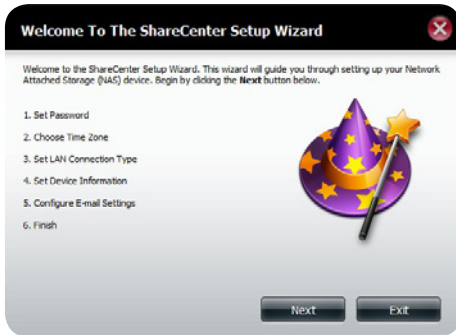 Welcome To The ShareCenter Setup Wizard
Welcome to the ShareCenter Setup Wizard. This wizard will guide you through setting up your Network
Attached Storage (NAS) device. Begin by clicking the Next button below.
1. Set Password
2. Choose Time Zone
3. Set LAN Connection Type
4. Set Device Information
5. Configure E-mail Settings
6. Finish
Next
Exit